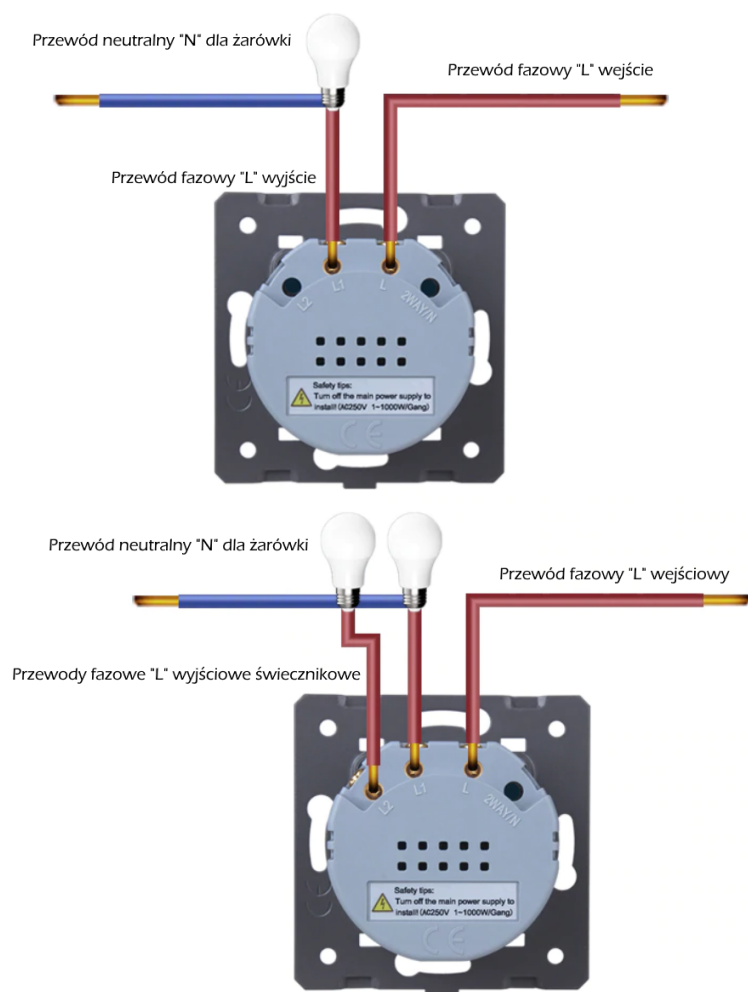 Przewód neutralny "N" dla żarówki
Przewód fazowy "L" wejście
Przewód fazowy "L" wyjście
L2
L1
L
2WAY/N
Safety tips:
Turn off the main power supply to
install! (AC250V 1~1000W/Gang)
CE
CE
Przewód neutralny "N" dla żarówki
Przewód fazowy "L" wejściowy
Przewody fazowe "L" wyjściowe świecznikowe
L2
L1
L
2WAY/N
Safety tips:
Turn off the main power supply to
install! (AC250V 1~1000W/Gang)
CE
CE